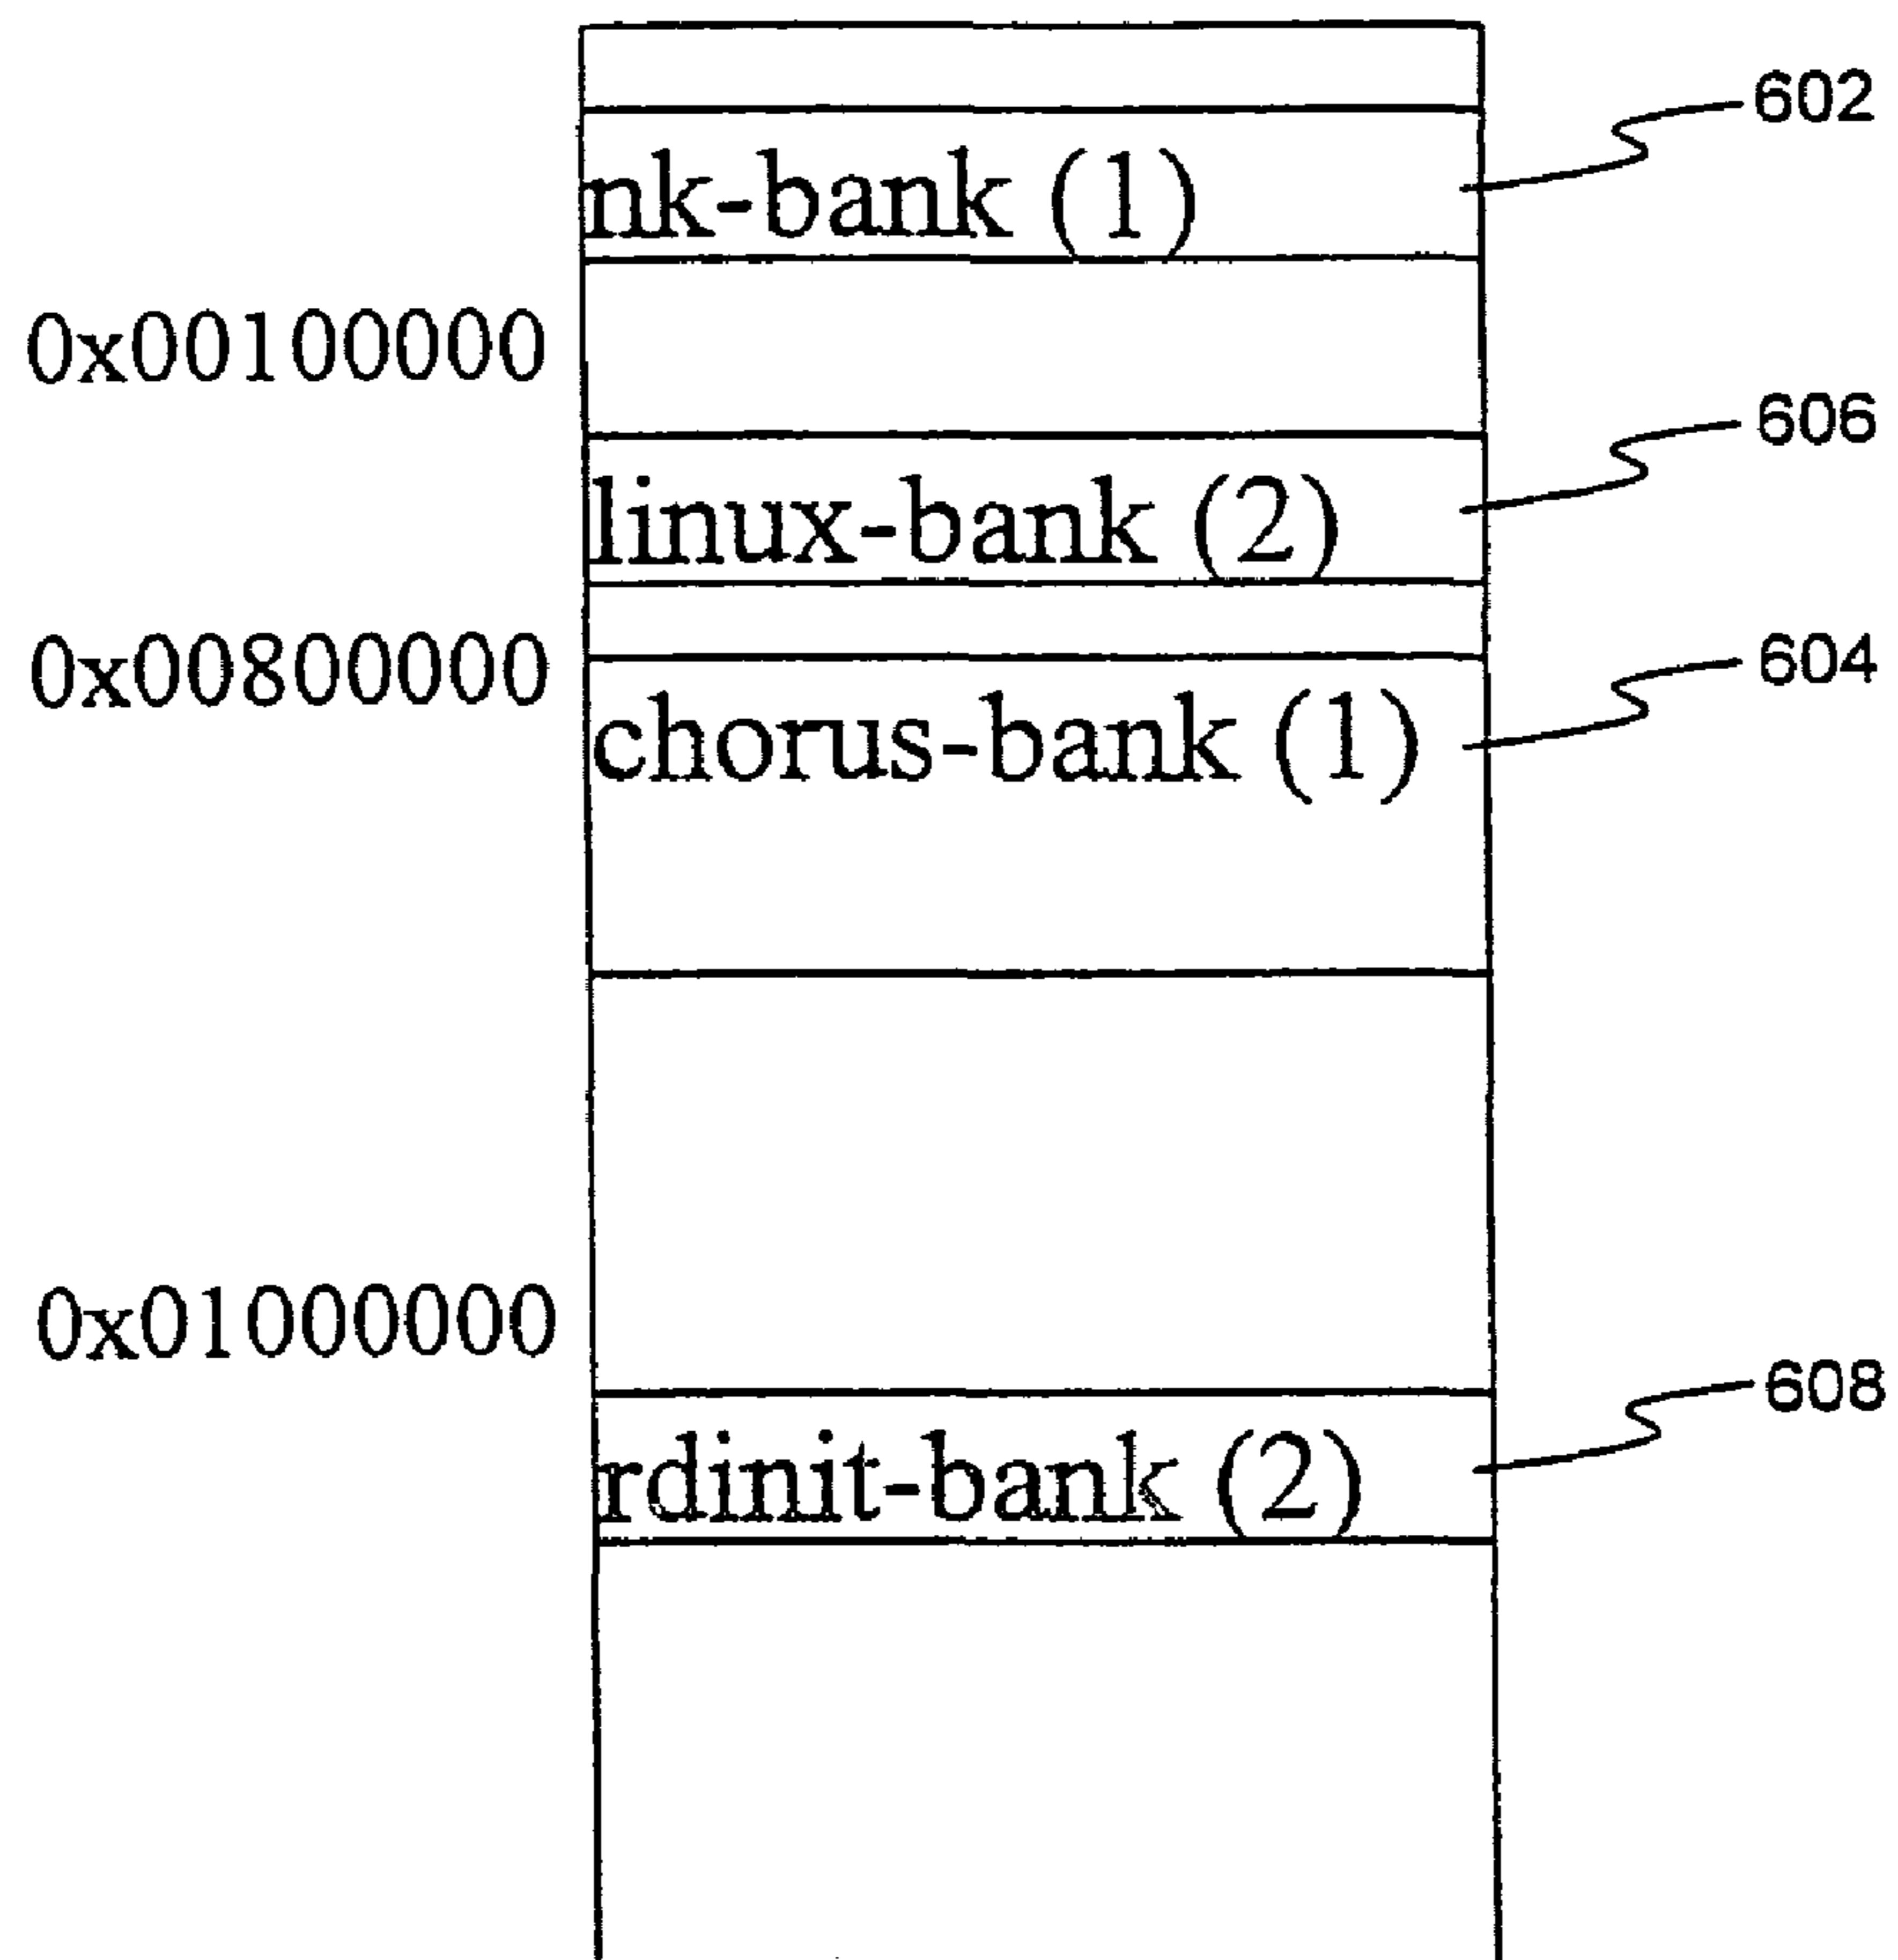 602
nk-bank (1)
0x00100000
606
linux-bank (2)
0x00800000
604
chorus-bank (1)
0x01000000
608
rdinit-bank (2)